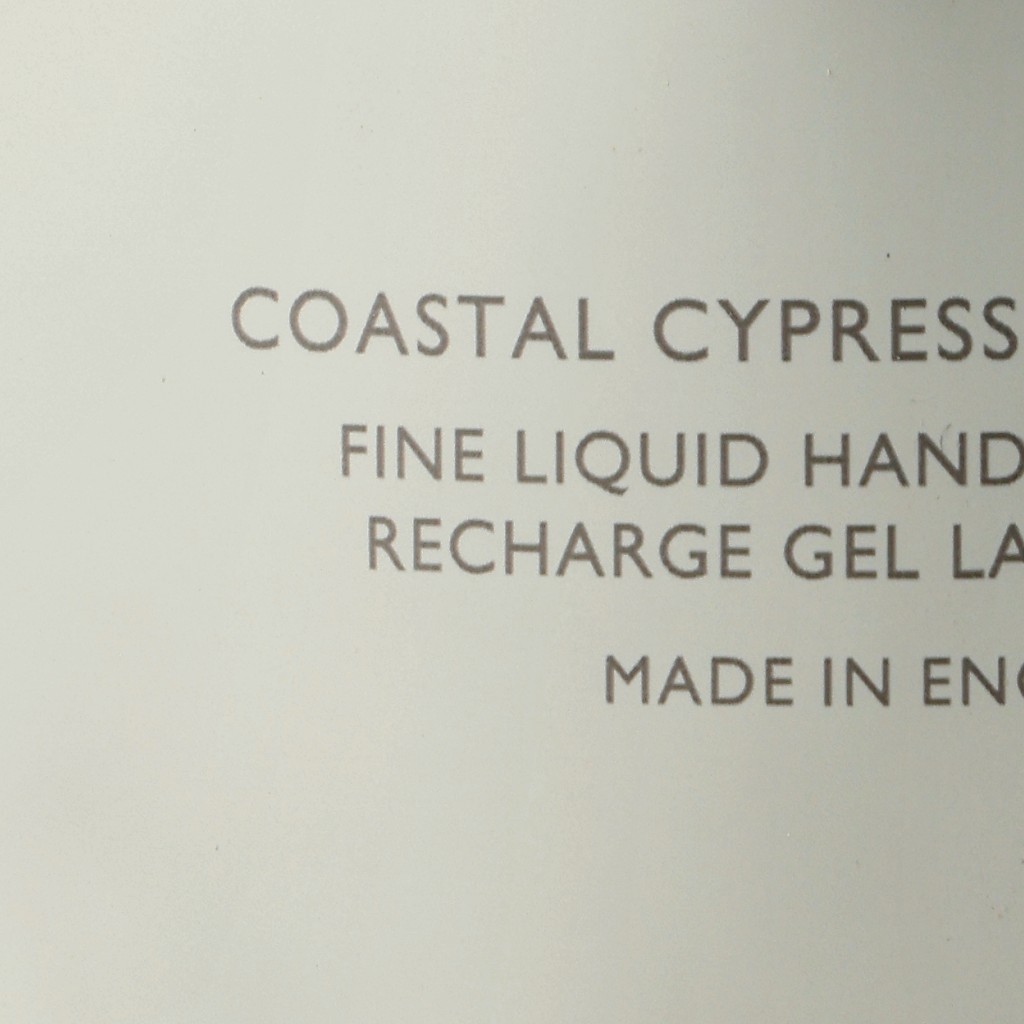 COASTAL CYPRESS
FINE LIQUID HAND
RECHARGE GEL LA
MADE IN EN